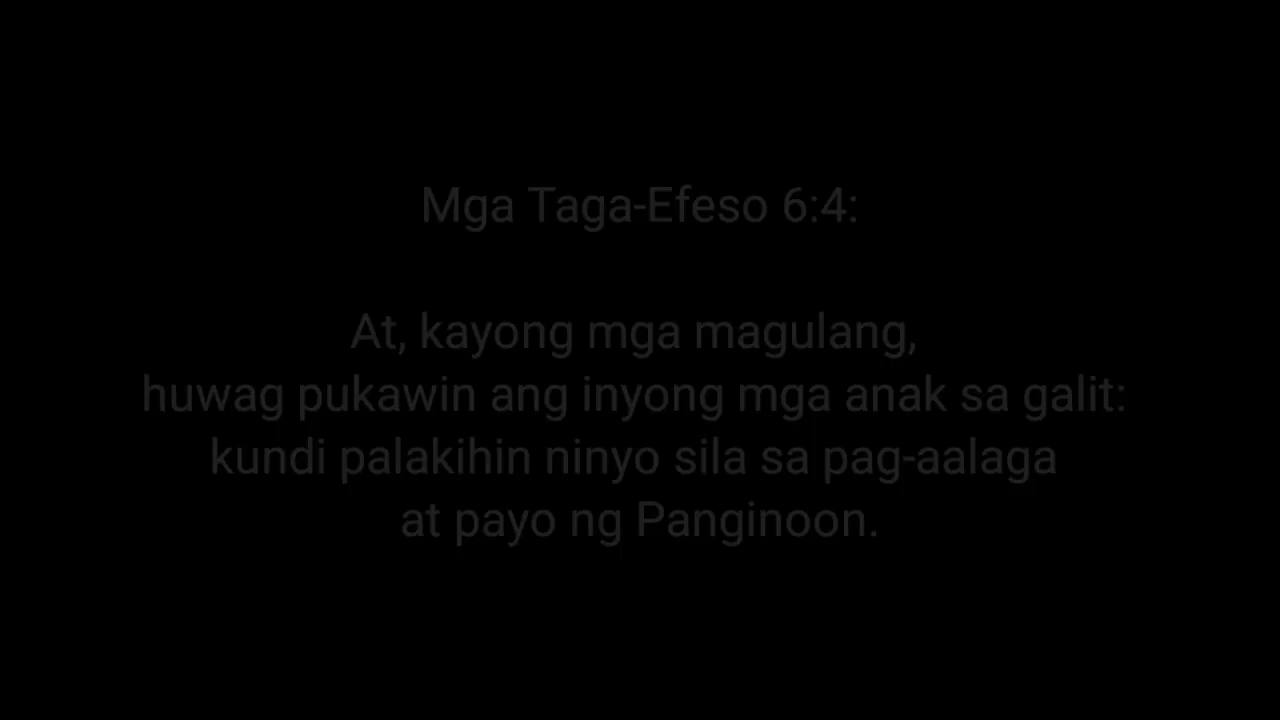 Mga Taga-Efeso 6:4:
At, kayong mga magulang,
huwag pukawin ang inyong mga anak sa galit:
kundi palakihin ninyo sila sa pag-aalaga
at payo ng Panginoon.